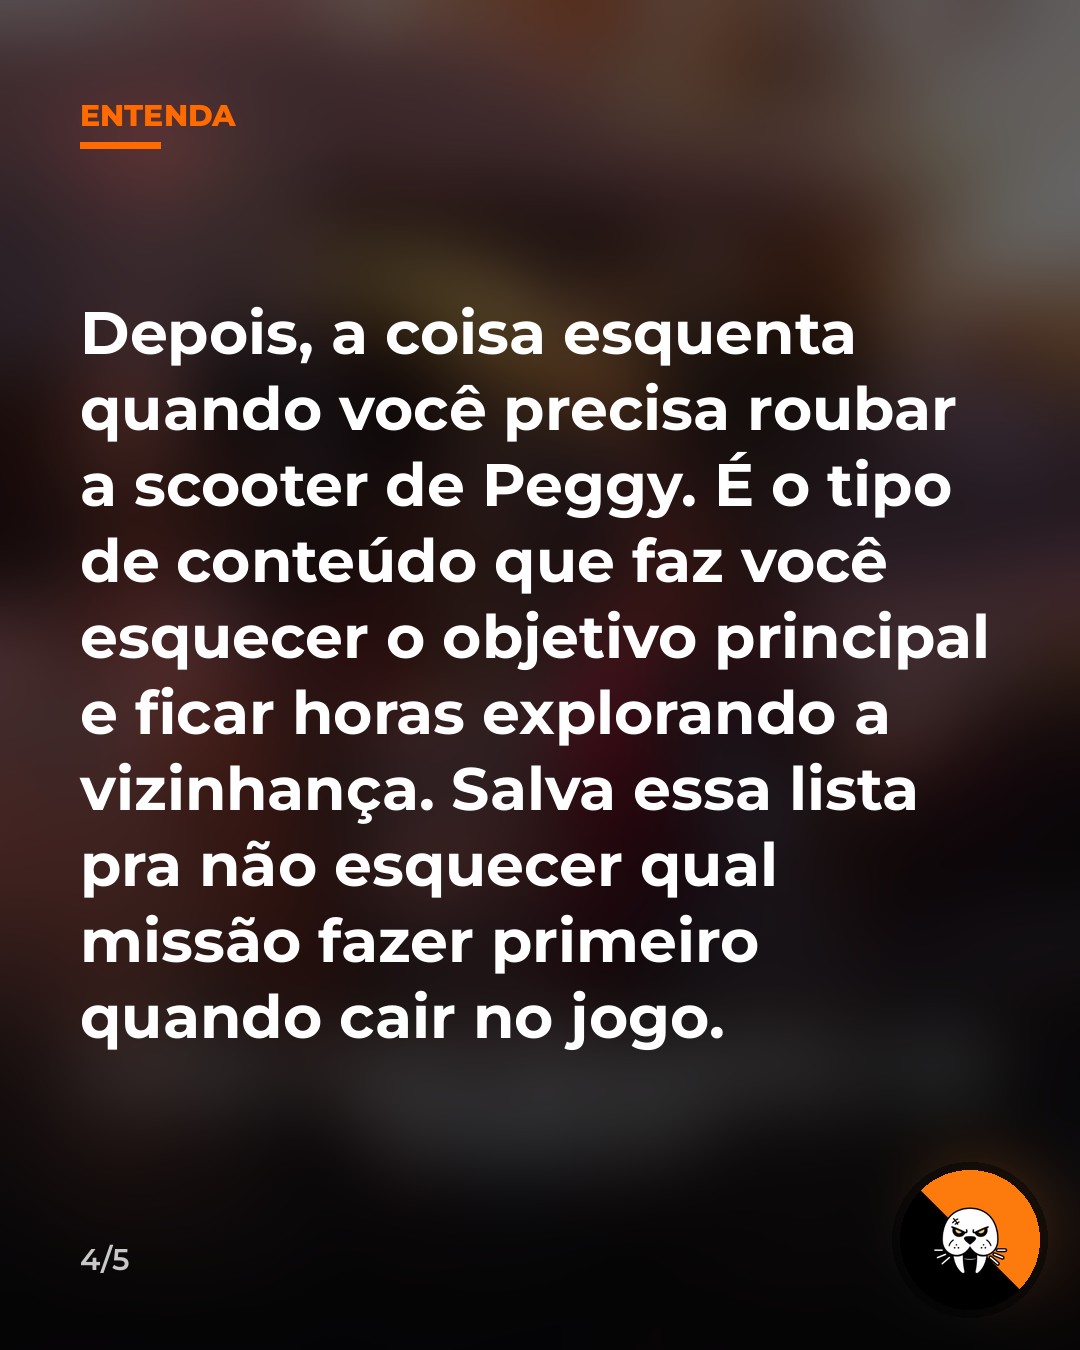 ENTENDA
Depois, a coisa esquenta
quando você precisa roubar
a scooter de Peggy. É o tipo
de conteúdo que faz você
esquecer o objetivo principal
e ficar horas explorando a
vizinhança. Salva essa lista
pra não esquecer qual
missão fazer primeiro
quando cair no jogo.
4/5